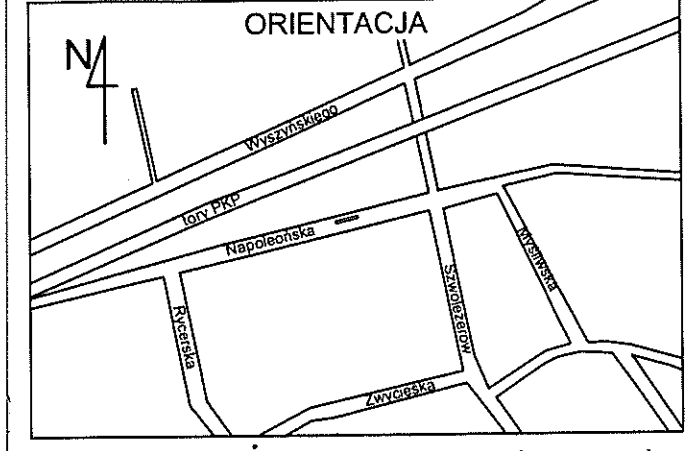 ORIENTACJA
N
Wyszyńskiego
tory PKP
Napoleońska
Myśliwska
Szwoleżerów
Rycerska
Zwycięska